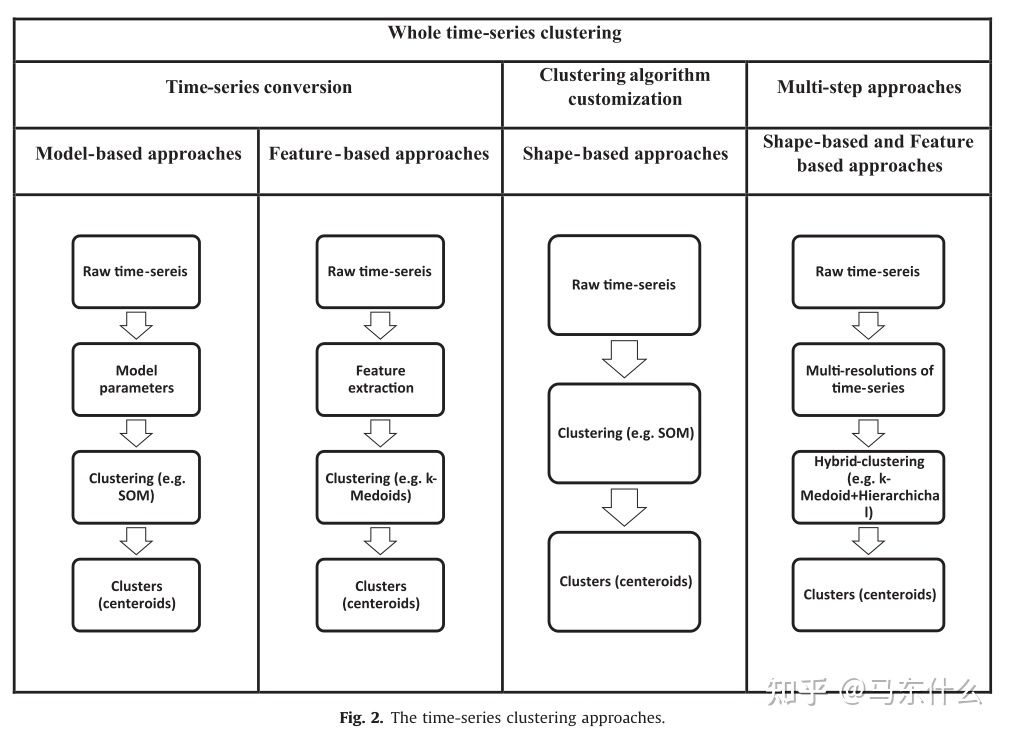 Whole time-series clustering
Time-series conversion
Clustering algorithm
customization
Multi-step approaches
Model-based approaches
Feature-based approaches
Shape-based approaches
Shape-based and Feature
based approaches
Raw time-sereis
Model
parameters
Clustering (e.g.
SOM)
Clusters
(centeroids)
Raw time-sereis
Feature
extraction
Clustering (e.g. k-
Medoids)
Clusters
(centeroids)
Raw time-sereis
Clustering (e.g. SOM)
Clusters (centeroids)
Raw time-sereis
Multi-resolutions of
time-series
Hybrid-clustering
(e.g. k-
Medoid+Hierarchicha
l)
Clusters (centeroids)
知乎 @马东什么
Fig. 2. The time-series clustering approaches.